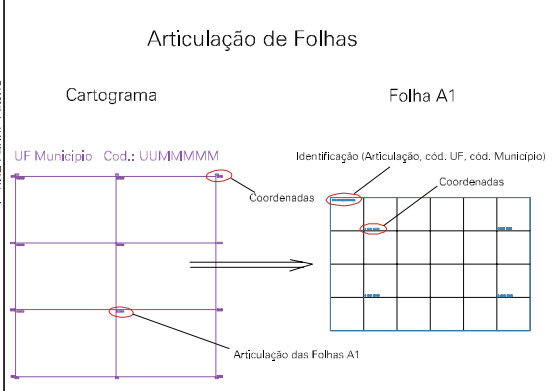 Articulação de Folhas
Cartograma
Folha A1
UF Municipio Cod.: UUMMMMM
Identificação (Articulação, cód. UF, cód. Município)
Coordenadas
Coordenadas
Articulação das Folhas A1